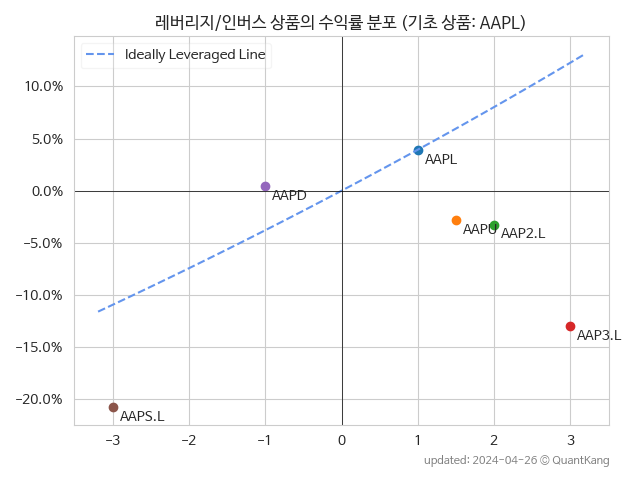 레버리지/인버스 상품의 수익률 분포 (기초 상품: AAPL)
Ideally Leveraged Line
10.0%
5.0%
0.0%
−5.0%
−10.0%
−15.0%
−20.0%
AAPL
AAPD
AAPU
AAP2.L
AAP3.L
AAPS.L
−3 −2 −1 0 1 2 3
updated: 2024-04-26 © QuantKang